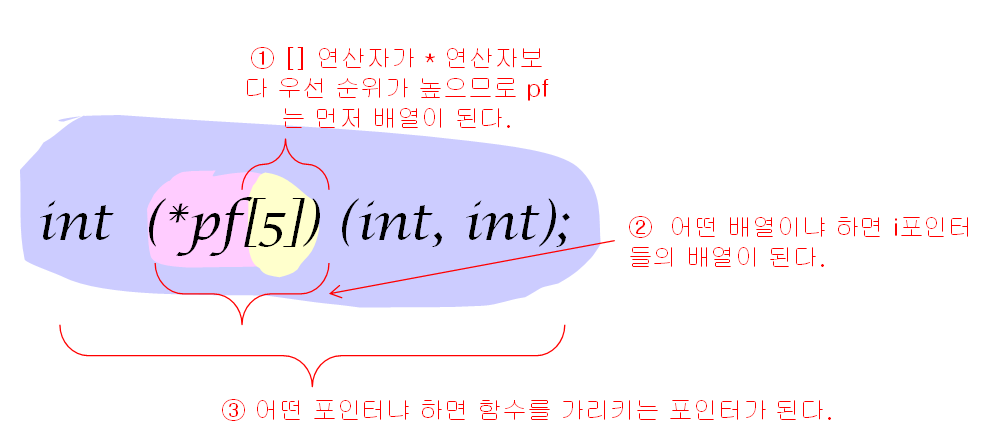 ① [] 연산자가 * 연산자보
다 우선 순위가 높으므로 pf
는 먼저 배열이 된다.
int (*pf[5]) (int, int);
② 어떤 배열이냐 하면 i포인터
들의 배열이 된다.
③ 어떤 포인터냐 하면 함수를 가리키는 포인터가 된다.